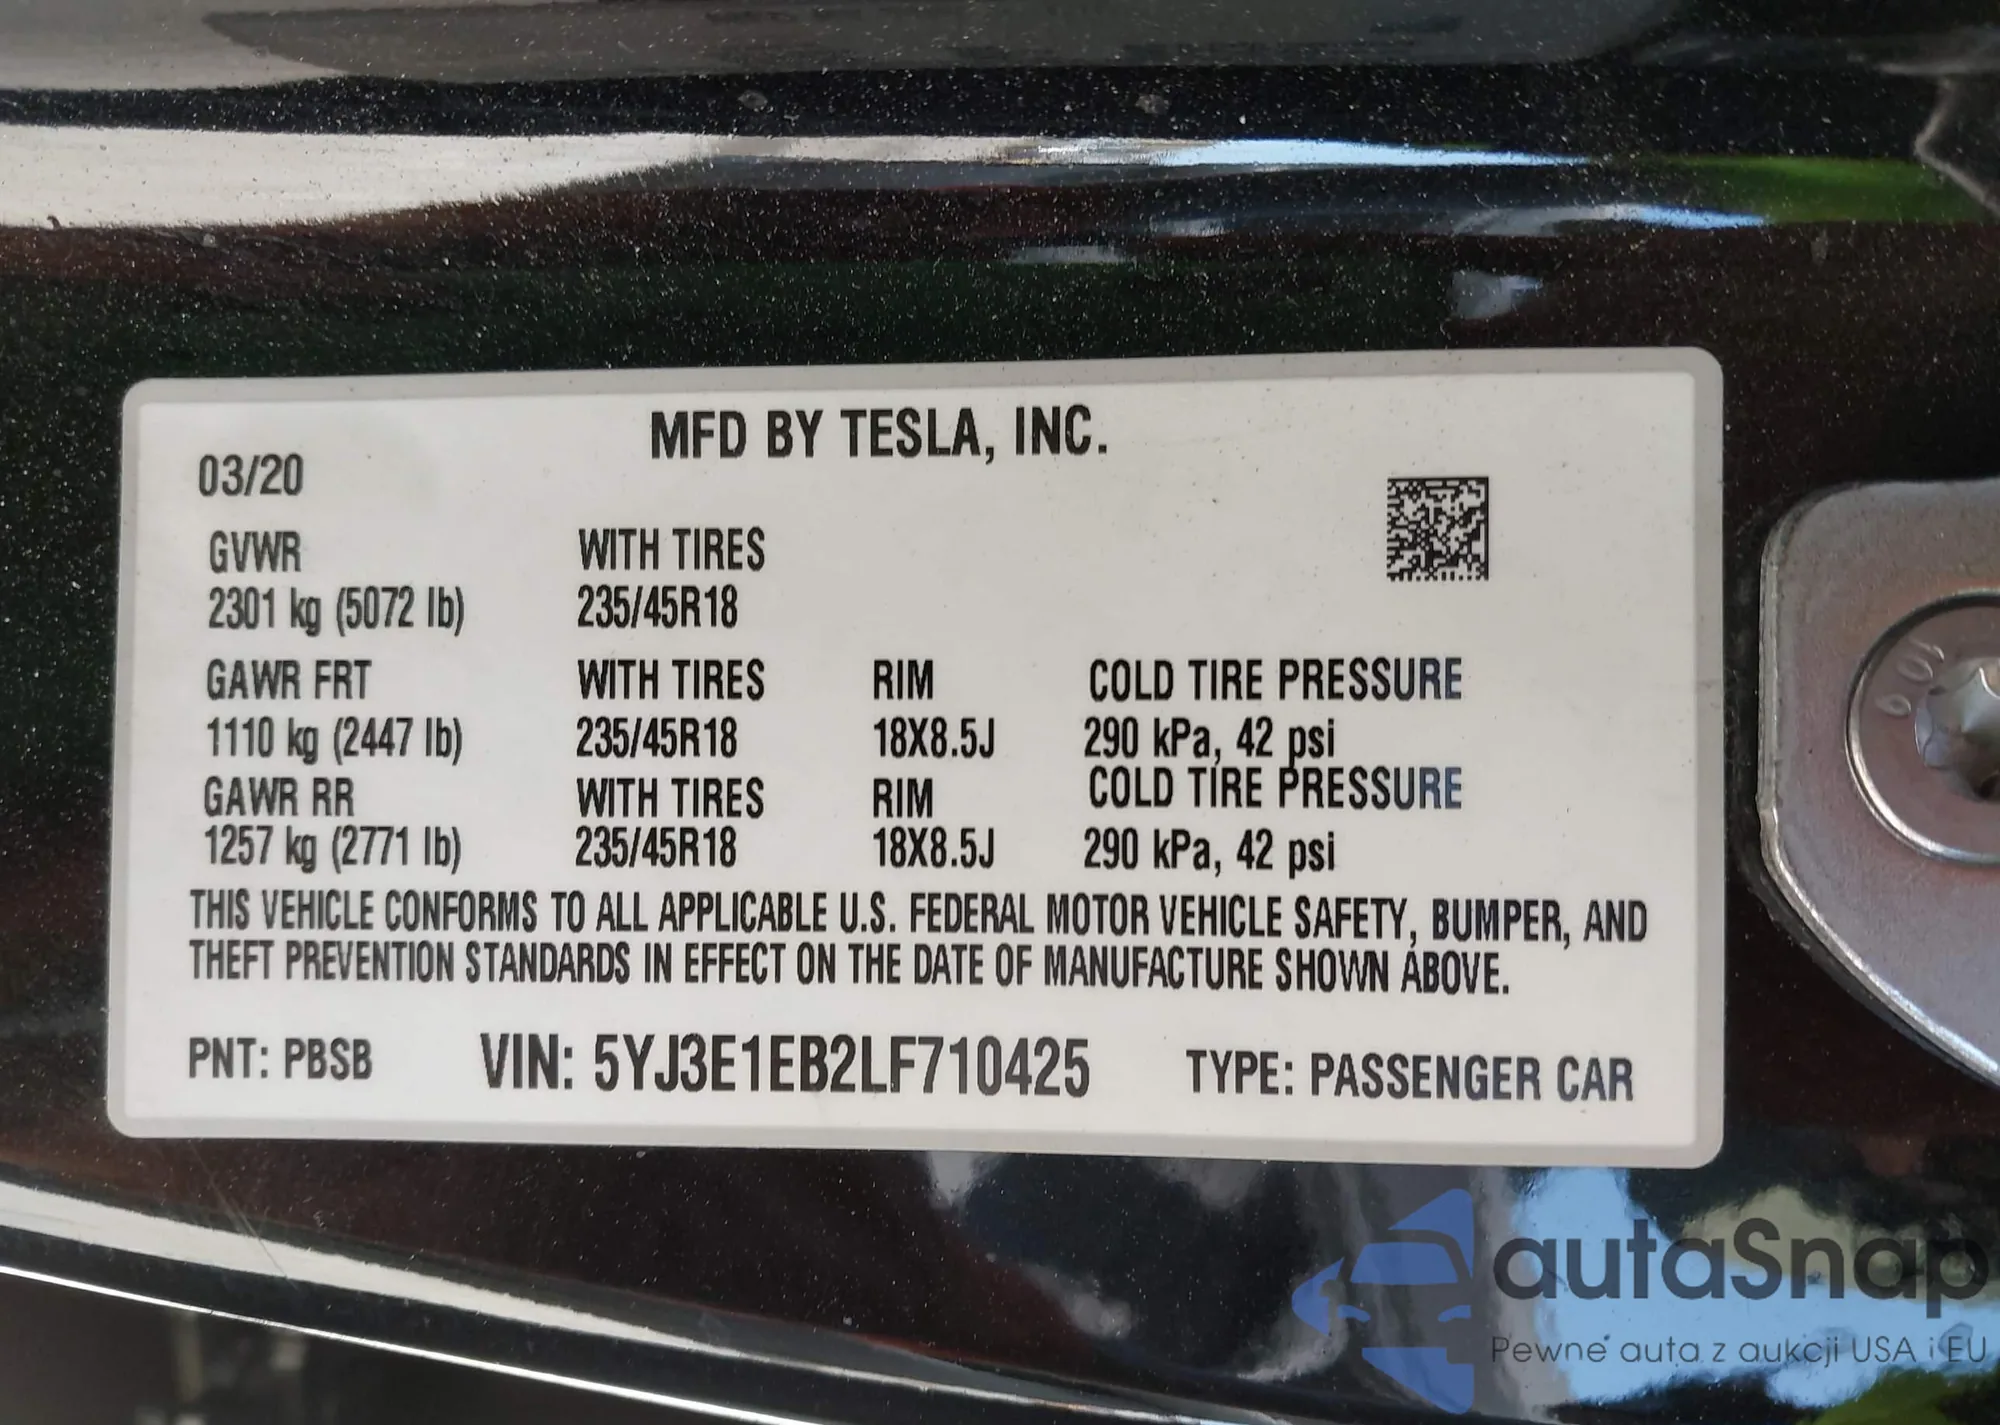 MFD BY TESLA, INC.
03/20
GVWR WITH TIRES
2301 kg (5072 lb) 235/45R18
GAWR FRT WITH TIRES RIM COLD TIRE PRESSURE
1110 kg (2447 lb) 235/45R18 18X8.5J 290 kPa, 42 psi
GAWR RR WITH TIRES RIM COLD TIRE PRESSURE
1257 kg (2771 lb) 235/45R18 18X8.5J 290 kPa, 42 psi
THIS VEHICLE CONFORMS TO ALL APPLICABLE U.S. FEDERAL MOTOR VEHICLE SAFETY, BUMPER, AND
THEFT PREVENTION STANDARDS IN EFFECT ON THE DATE OF MANUFACTURE SHOWN ABOVE.
PNT: PBSB VIN: 5YJ3E1EB2LF710425 TYPE: PASSENGER CAR
autaSnap
Pewne auta z aukcji USA i EU